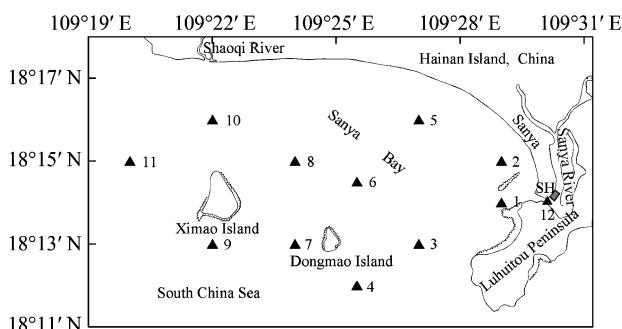 109°19′ E 109°22′ E 109°25′ E 109°28′ E 109°31′ E
Shaoqi River
Hainan Island, China
18°17′ N
10
Sanya
5
Sanya
Sanya River
18°15′ N
11
8
Bay
2
6
SH
1
12
Ximao Island
18°13′ N
9
7
3
Dongmao Island
Luhuitou Peninsula
4
South China Sea
18°11′ N